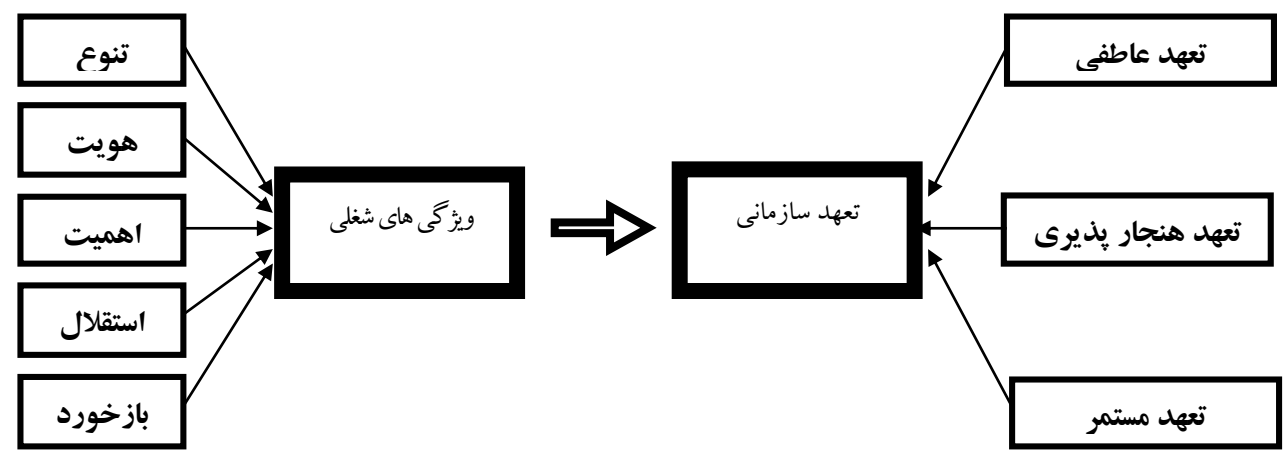 تنوع
هویت
اهمیت
استقلال
بازخورد
ویژگی های شغلی
تعهد سازمانی
تعهد عاطفی
تعهد هنجار پذیری
تعهد مستمر